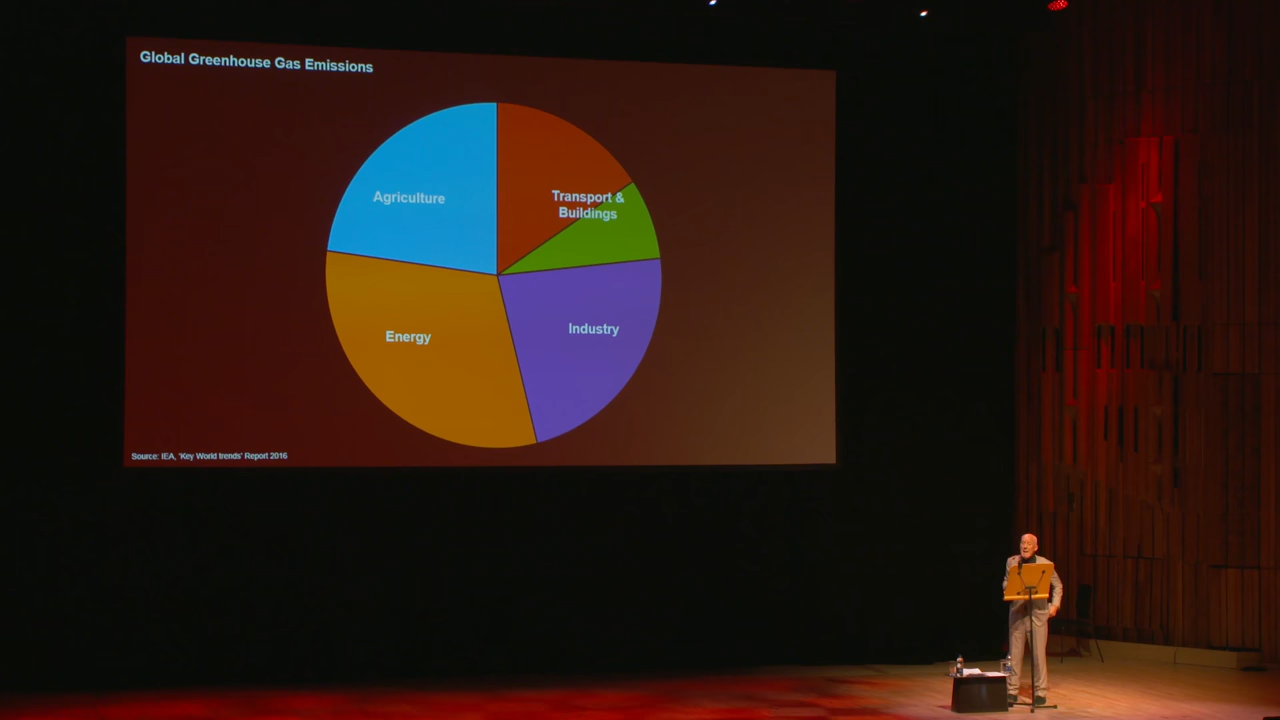 Global Greenhouse Gas Emissions
Agriculture
Transport &
Buildings
Energy
Industry
Source: IEA, 'Key World trends' Report 2016